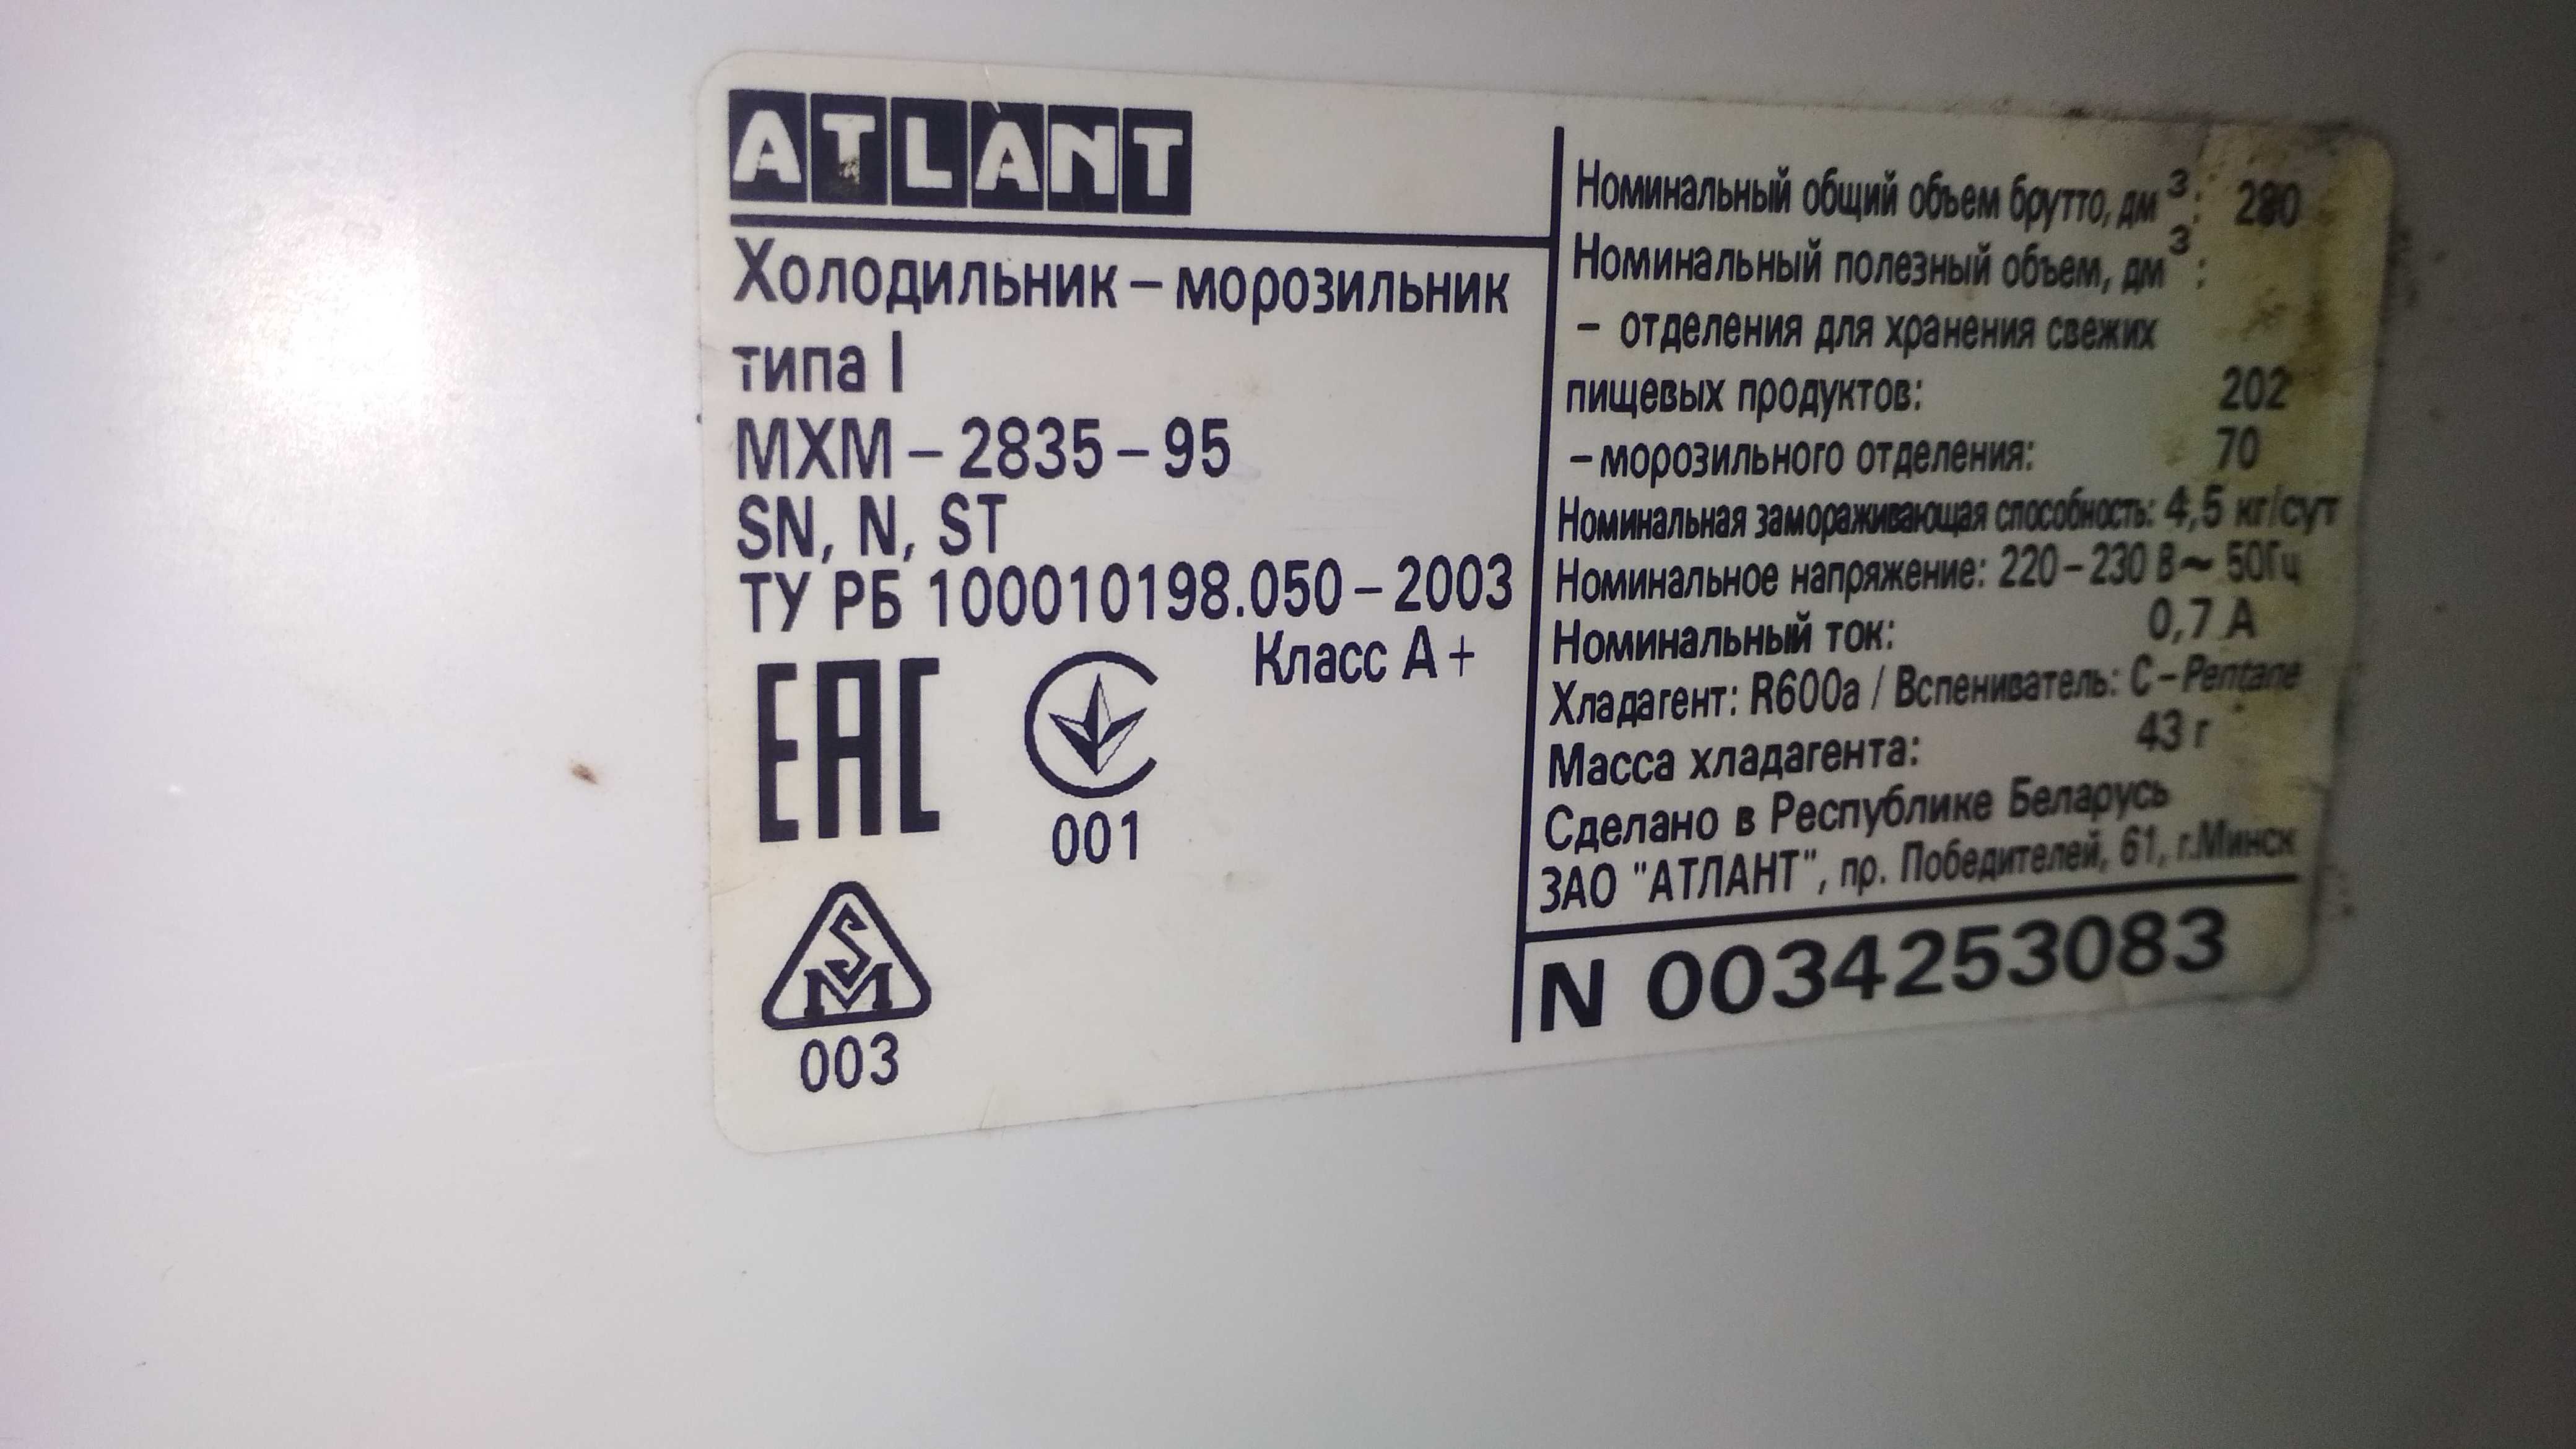 ATLANT
Холодильник – морозильник
типа I
МХМ – 2835 – 95
SN, N, ST
ТУ РБ 100010198.050 – 2003
Класс А +
ЕАС
001
SM
003
Номинальный общий объем брутто, дм³: 280
Номинальный полезный объем, дм³:
– отделения для хранения свежих
пищевых продуктов: 202
– морозильного отделения: 70
Номинальная замораживающая способность: 4,5 кг/сут
Номинальное напряжение: 220 – 230 В ~ 50Гц
Номинальный ток: 0,7 А
Хладагент: R600a / Вспениватель: C – Pentane
Масса хладагента: 43 г
Сделано в Республике Беларусь
ЗАО "АТЛАНТ", пр. Победителей, 61, г.Минск
N 0034253083